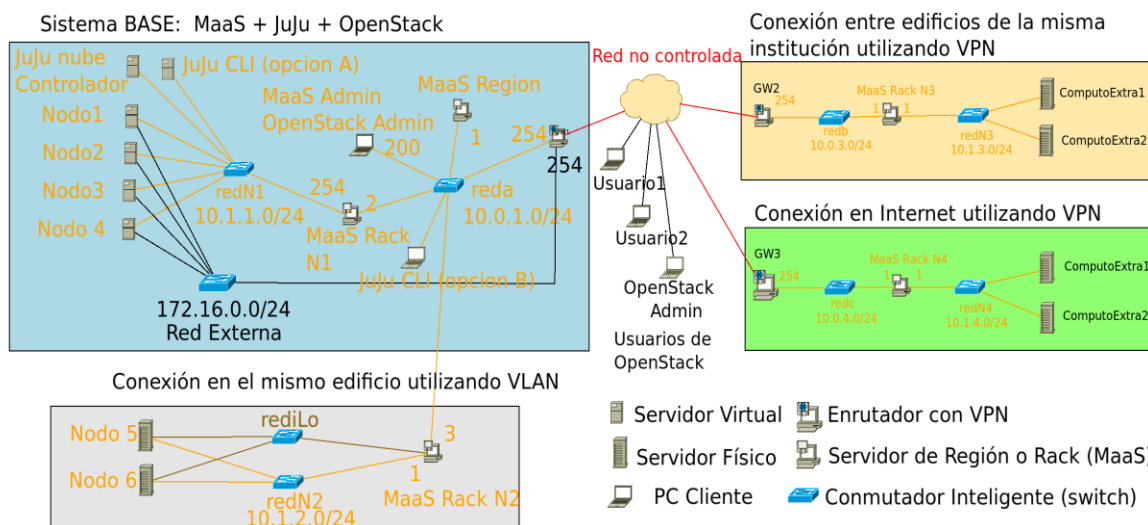 Sistema BASE: MaaS + JuJu + OpenStack
JuJu nube
Controlador
JuJu CLI (opcion A)
MaaS Region
1
MaaS Admin
OpenStack Admin
200
254
254
Nodo1
Nodo2
Nodo3
Nodo 4
redN1
10.1.1.0/24
254
2
MaaS Rack
N1
reda
10.0.1.0/24
JuJu CLI (opcion B)
172.16.0.0/24
Red Externa
Red no controlada
Usuario1
Usuario2
OpenStack
Admin
Usuarios de
OpenStack
Conexión entre edificios de la misma
institución utilizando VPN
GW2
254
redb
10.0.3.0/24
MaaS Rack N3
1
1
redN3
10.1.3.0/24
ComputoExtra1
ComputoExtra2
Conexión en Internet utilizando VPN
GW3
254
redc
10.0.4.0/24
MaaS Rack N4
1
1
redN4
10.1.4.0/24
ComputoExtra1
ComputoExtra2
Conexión en el mismo edificio utilizando VLAN
Nodo 5
Nodo 6
rediLo
redN2
10.1.2.0/24
3
1
MaaS Rack N2
Servidor Virtual
Enrutador con VPN
Servidor Físico
Servidor de Región o Rack (MaaS)
PC Cliente
Conmutador Inteligente (switch)